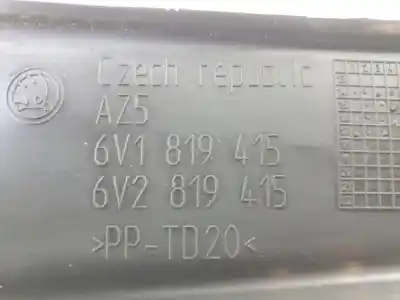 Czech republic
AZ5
6V1 819 415
6V2 819 415
>PP-TD20<